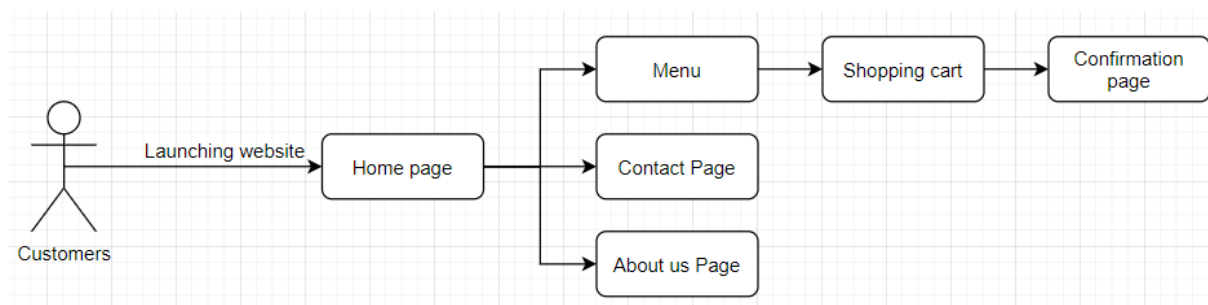 Menu
Shopping cart
Confirmation
page
Launching website
Home page
Contact Page
Customers
About us Page